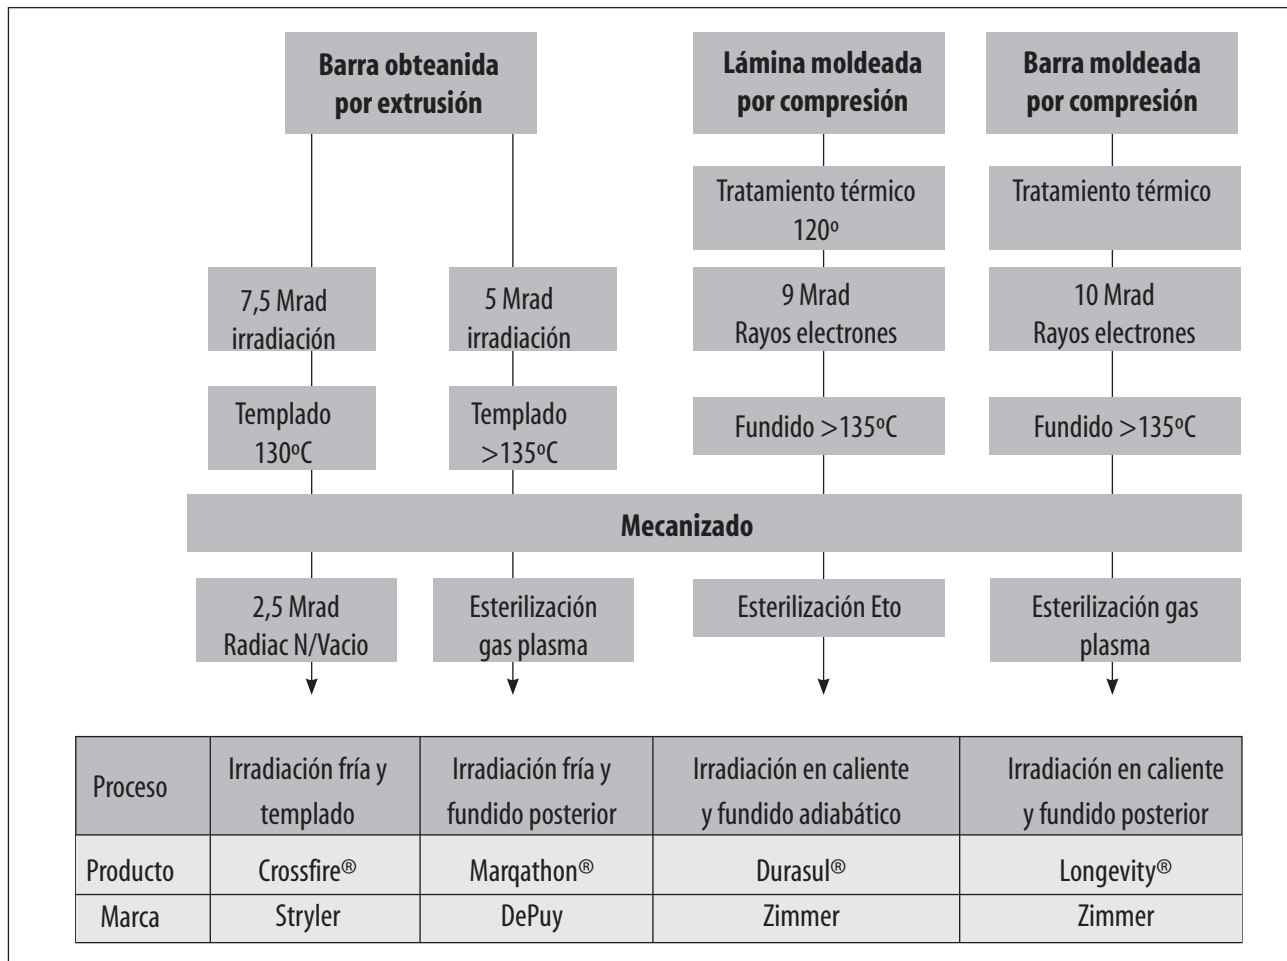 Barra obteanida
por extrusión
Lámina moldeada
por compresión
Barra moldeada
por compresión
Tratamiento térmico
120º
Tratamiento térmico
7,5 Mrad
irradiación
5 Mrad
irradiación
9 Mrad
Rayos electrones
10 Mrad
Rayos electrones
Templado
130ºC
Templado
>135ºC
Fundido >135ºC
Fundido >135ºC
Mecanizado
2,5 Mrad
Radiac N/Vacio
Esterilización
gas plasma
Esterilización Eto
Esterilización gas
plasma
Proceso
Irradiación fría y
templado
Irradiación fría y
fundido posterior
Irradiación en caliente
y fundido adiabático
Irradiación en caliente
y fundido posterior
Producto
Crossfire®
Marqathon®
Durasul®
Longevity®
Marca
Stryler
DePuy
Zimmer
Zimmer